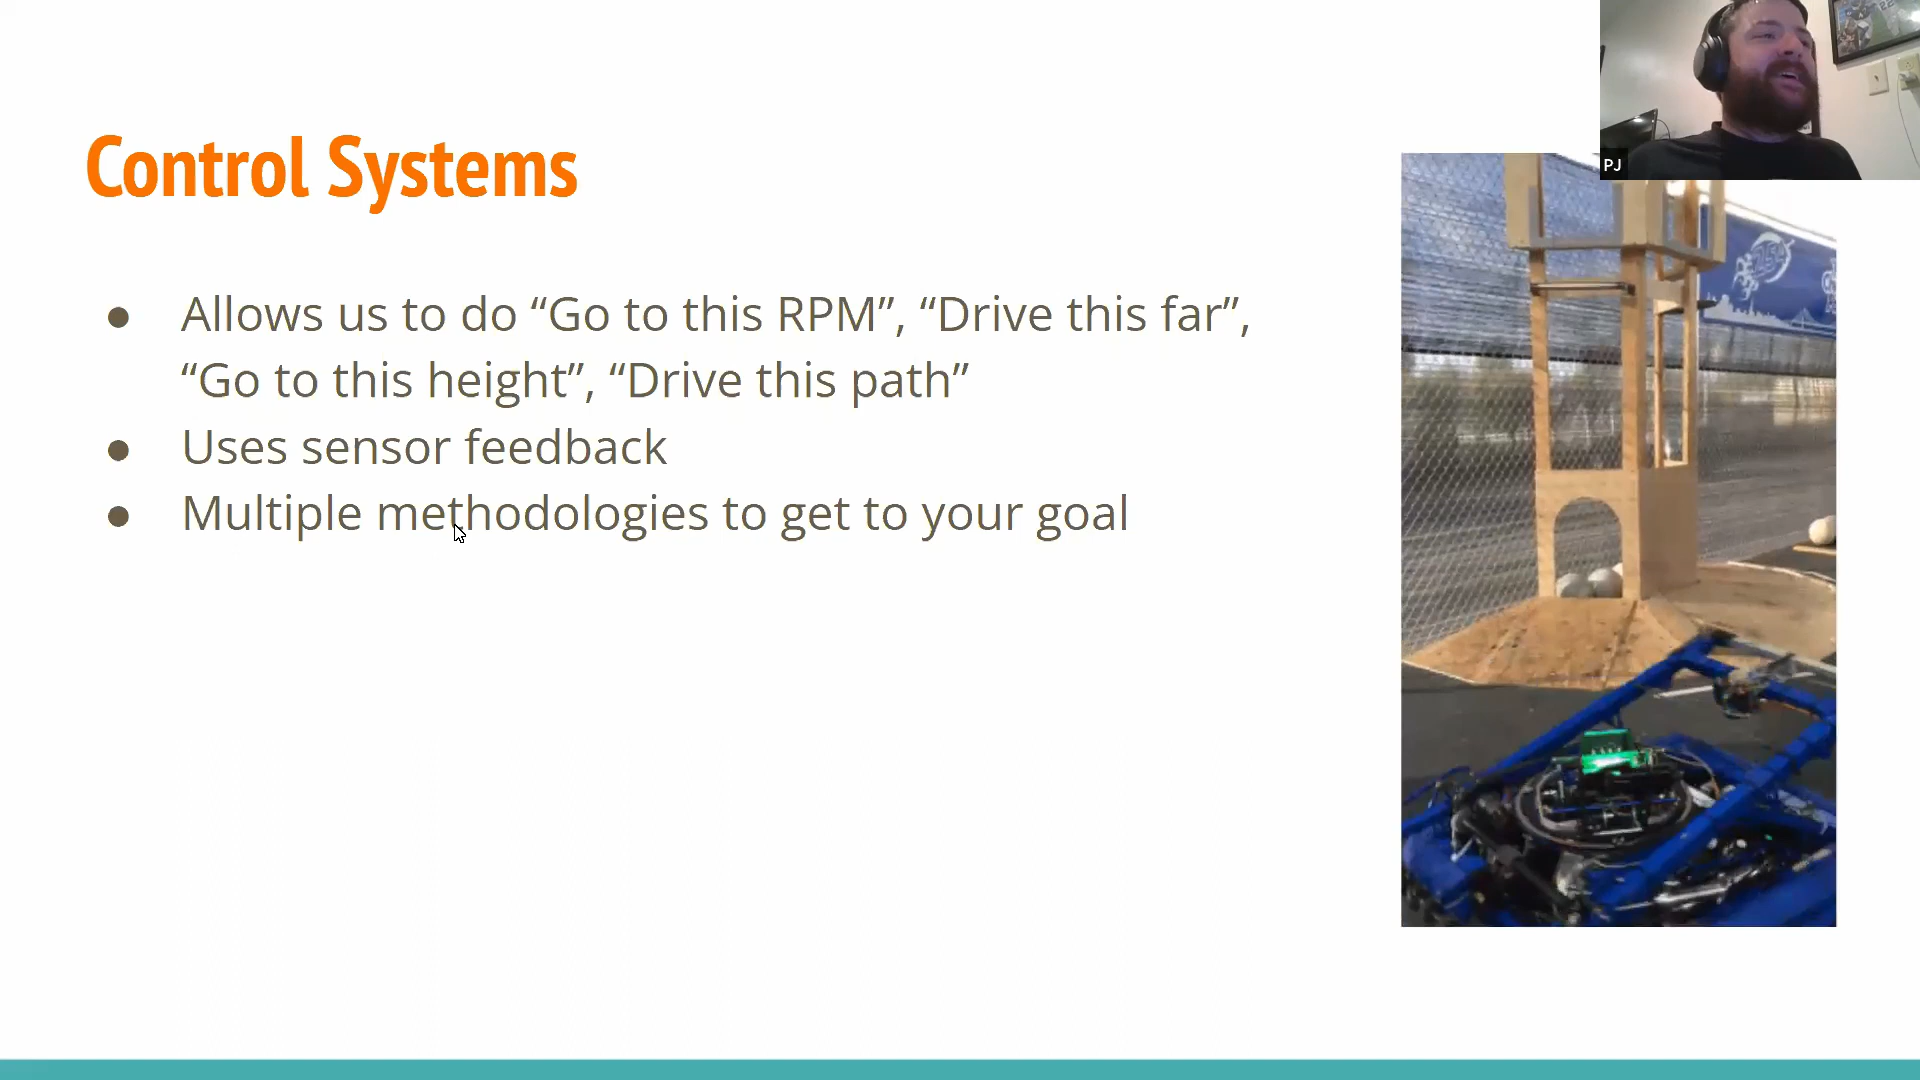 PJ
Control Systems
● Allows us to do “Go to this RPM”, “Drive this far”,
“Go to this height”, “Drive this path”
● Uses sensor feedback
● Multiple methodologies to get to your goal